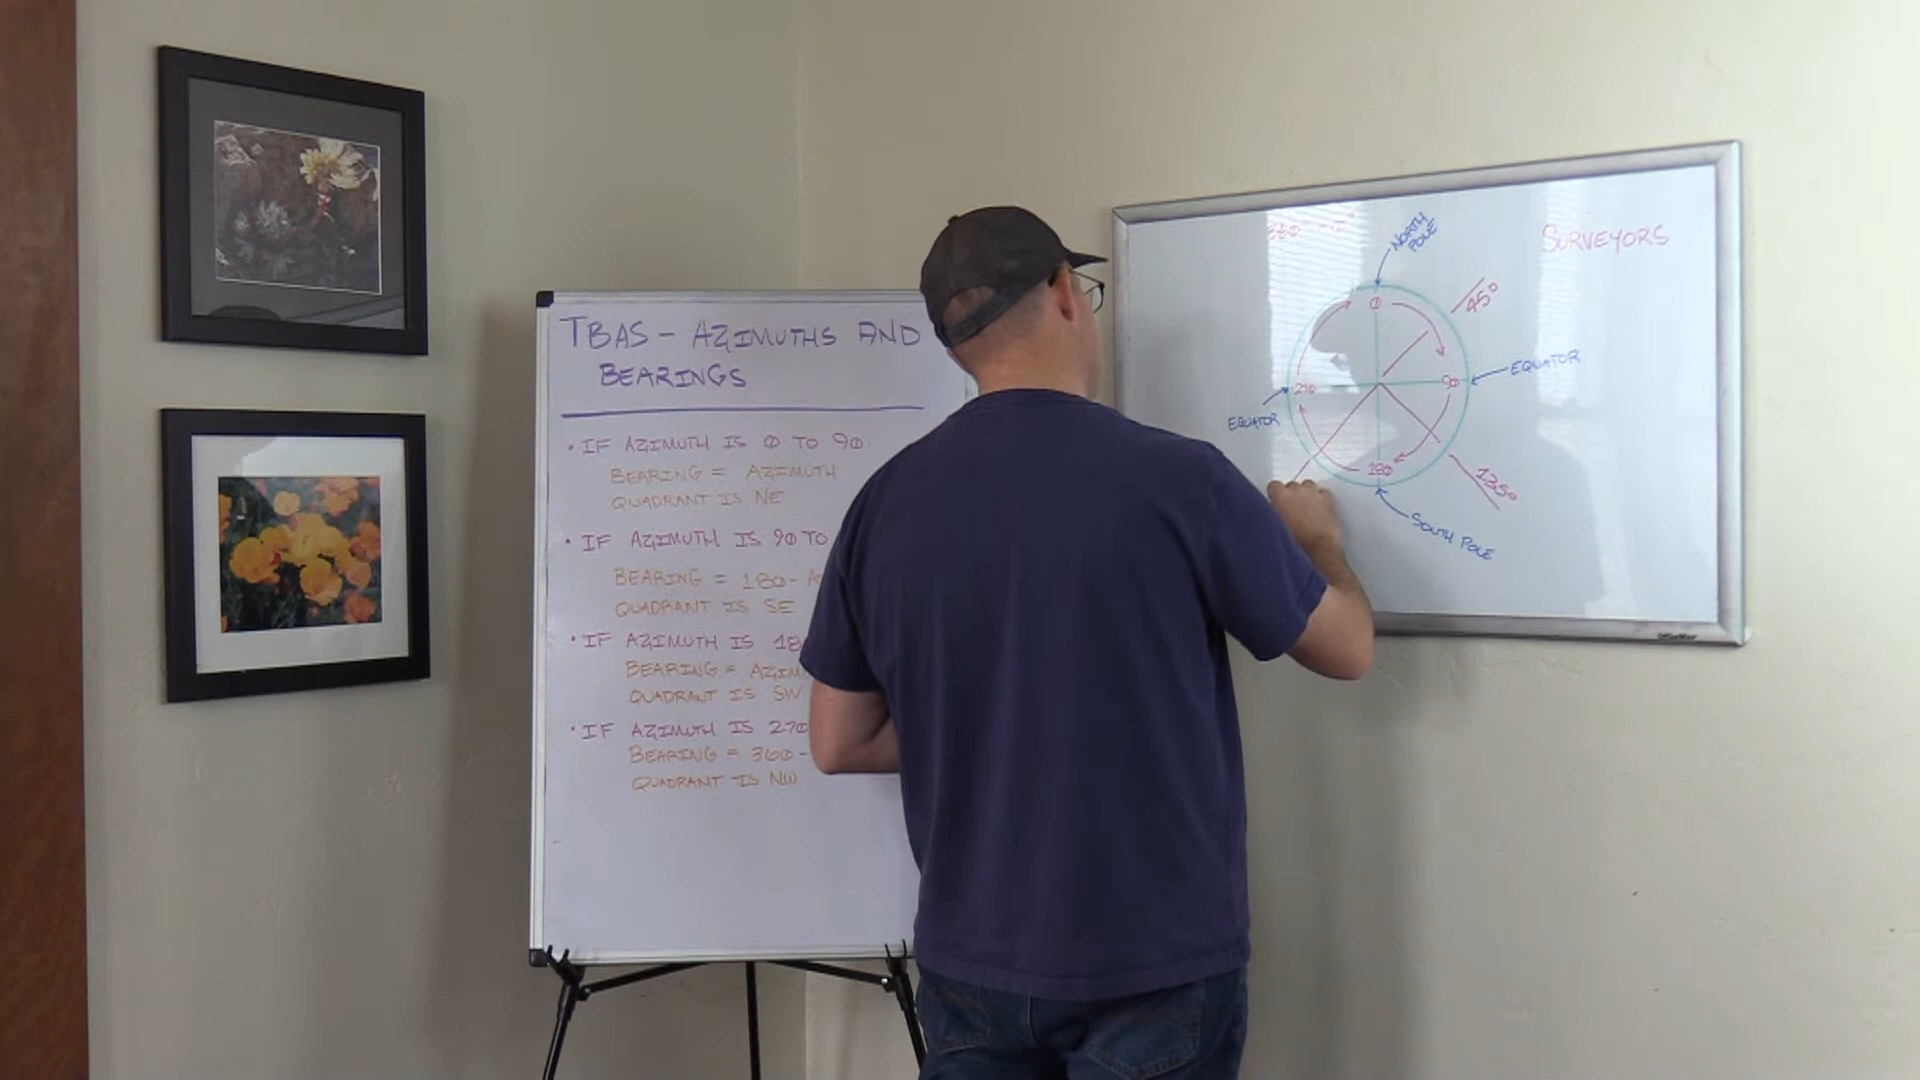 TBAS - AZIMUTHS AND
BEARINGS
• IF AZIMUTH IS 0 TO 90
BEARING = AZIMUTH
QUADRANT IS NE
• IF AZIMUTH IS 90 TO
BEARING = 180 - A
QUADRANT IS SE
• IF AZIMUTH IS 18
BEARING = AZIM
QUADRANT IS SW
• IF AZIMUTH IS 270
BEARING = 360 -
QUADRANT IS NW
360°
NORTH
POLE
SURVEYORS
45°
0
EQUATOR
270
90
EQUATOR
180
135°
SOUTH POLE